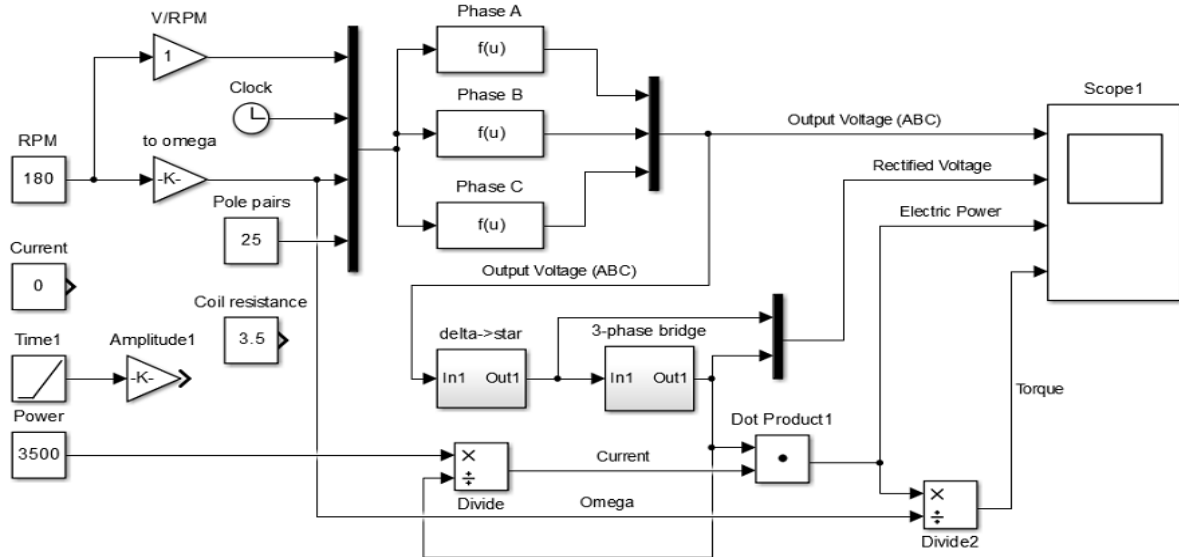 V/RPM
1
Clock
RPM
180
to omega
-K-
Pole pairs
25
Current
0
Coil resistance
3.5
Time1
Amplitude1
-K-
Power
3500
Phase A
f(u)
Phase B
f(u)
Phase C
f(u)
Output Voltage (ABC)
Rectified Voltage
Electric Power
Scope1
Output Voltage (ABC)
delta->star
In1 Out1
3-phase bridge
In1 Out1
Torque
Dot Product1
×
÷
Divide
Current
Omega
×
÷
Divide2